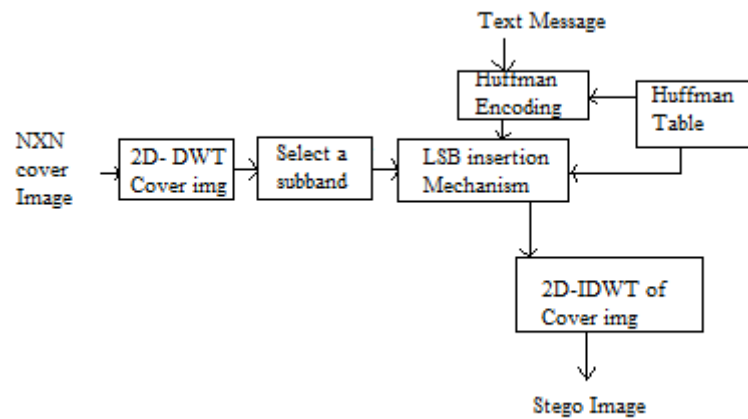 Text Message
Huffman
Encoding
Huffman
Table
NXN
cover
Image
2D- DWT
Cover img
Select a
subband
LSB insertion
Mechanism
2D-IDWT of
Cover img
Stego Image